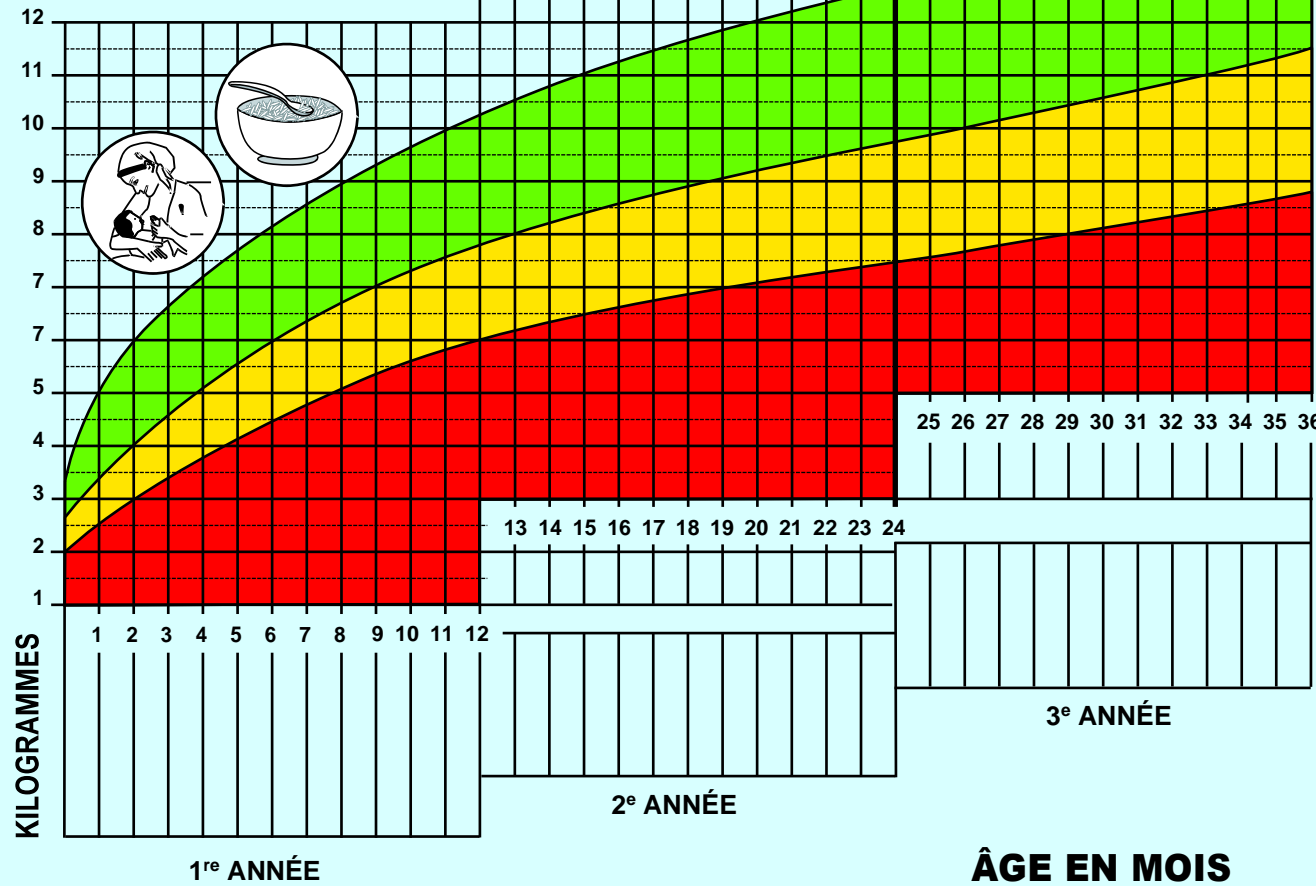 12
11
10
9
8
7
7
5
4
3
2
1
KILOGRAMMES
25 26 27 28 29 30 31 32 33 34 35 36
13 14 15 16 17 18 19 20 21 22 23 24
1 2 3 4 5 6 7 8 9 10 11 12
3e ANNÉE
2e ANNÉE
1re ANNÉE
ÂGE EN MOIS